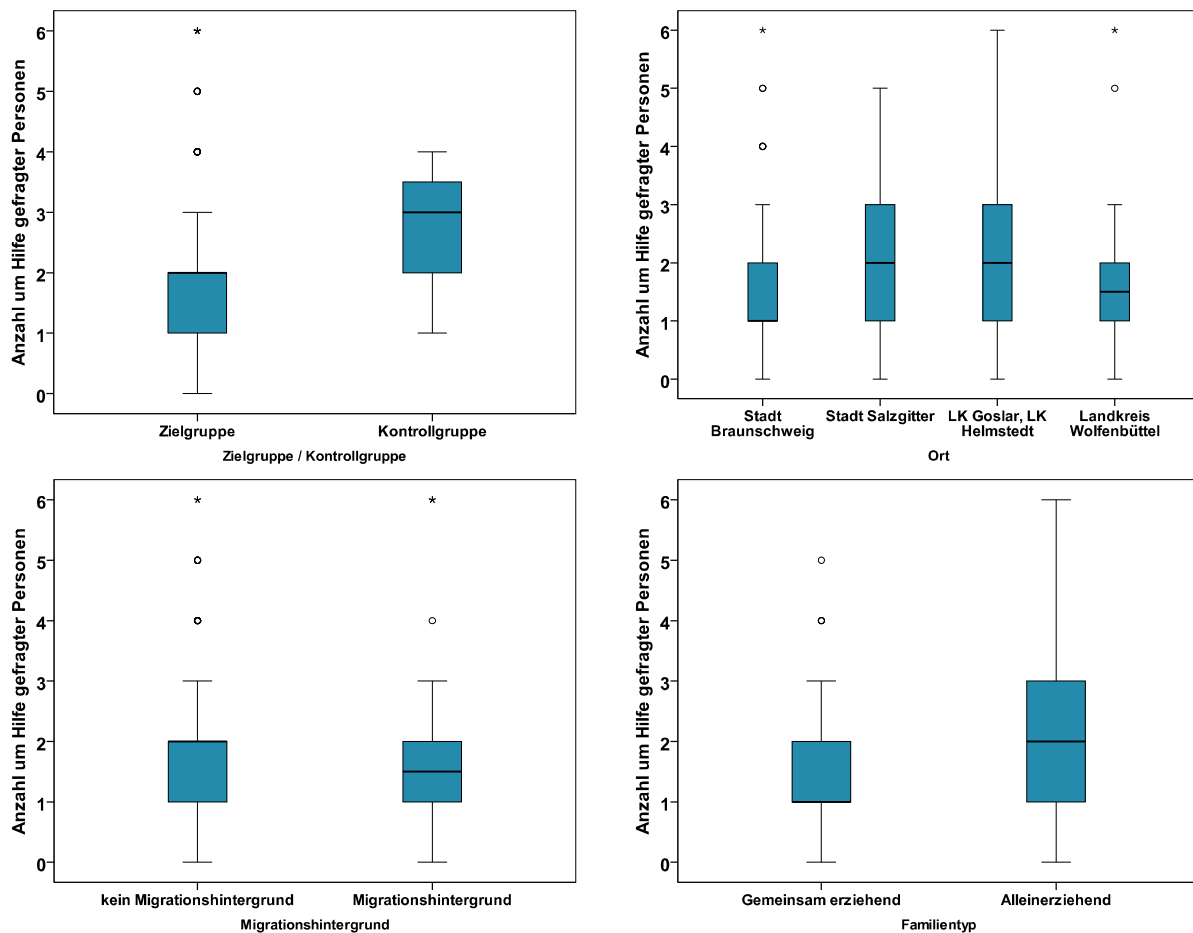 Anzahl um Hilfe gefragter Personen
6
5
4
3
2
1
0
*
Zielgruppe
Kontrollgruppe
Zielgruppe / Kontrollgruppe
Anzahl um Hilfe gefragter Personen
6
5
4
3
2
1
0
*
*
Stadt
Braunschweig
Stadt Salzgitter
LK Goslar, LK
Helmstedt
Landkreis
Wolfenbüttel
Ort
Anzahl um Hilfe gefragter Personen
6
5
4
3
2
1
0
*
*
kein Migrationshintergrund
Migrationshintergrund
Migrationshintergrund
Anzahl um Hilfe gefragter Personen
6
5
4
3
2
1
0
Gemeinsam erziehend
Alleinerziehend
Familientyp